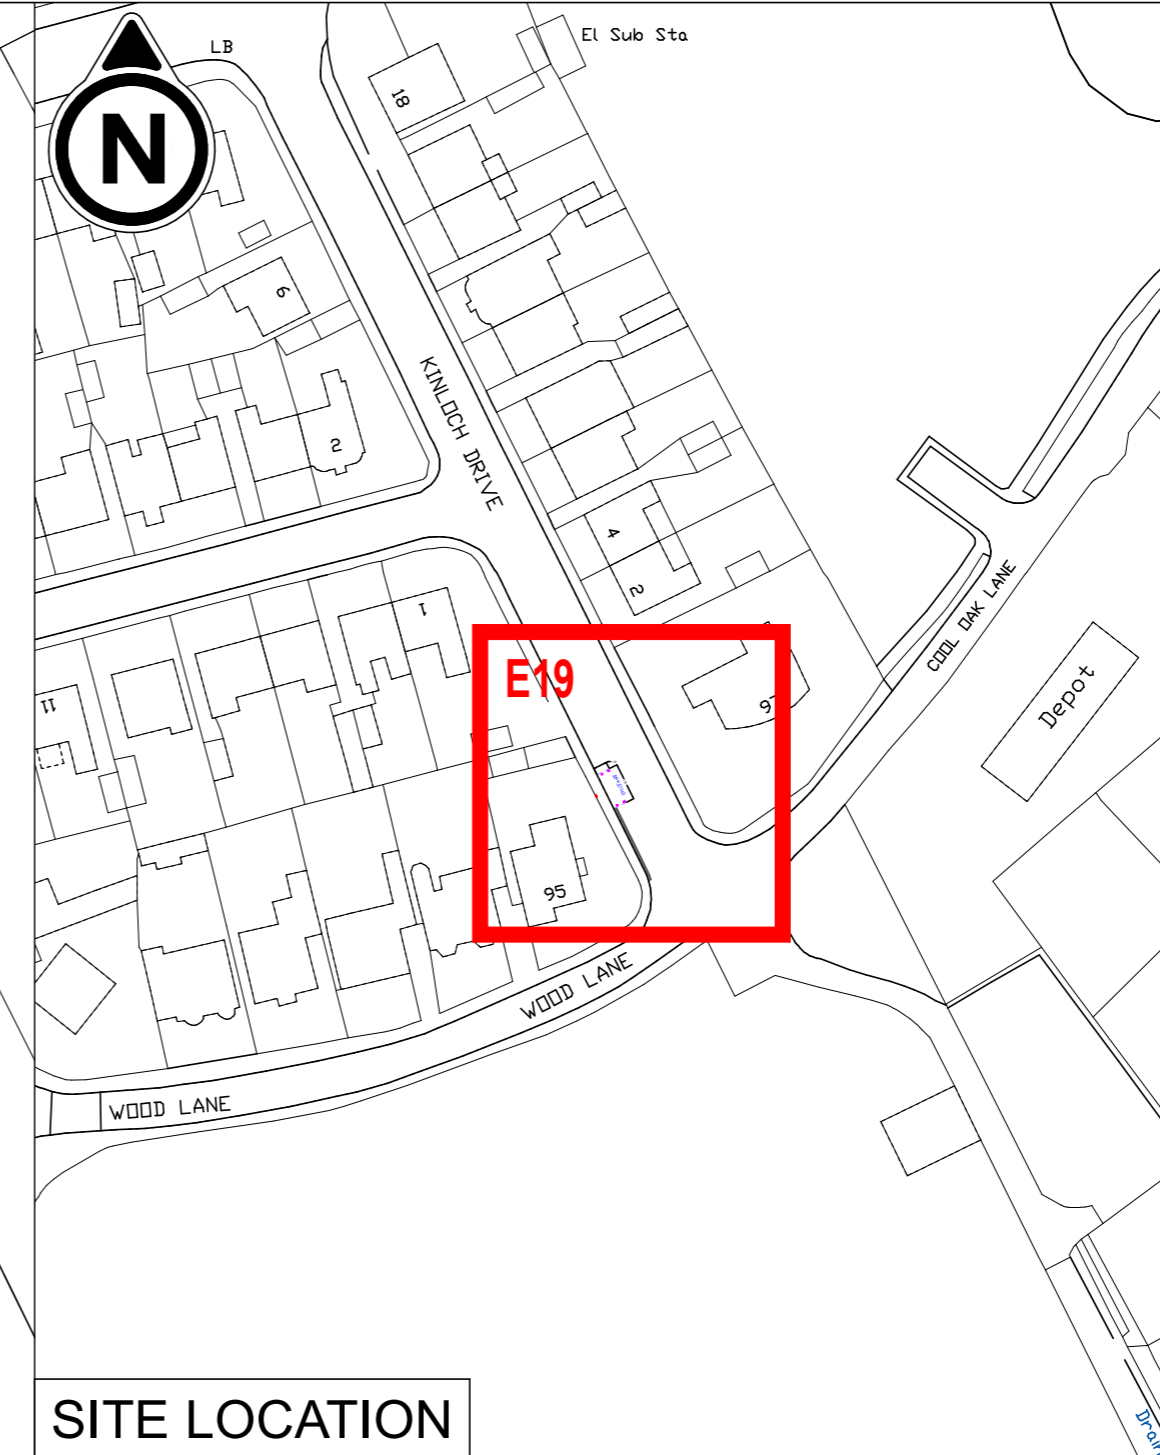 LB
El Sub Sta
N
18
6
KINLOCH DRIVE
2
4
2
1
COOL OAK LANE
E19
97
Depot
11
95
WOOD LANE
WOOD LANE
SITE LOCATION